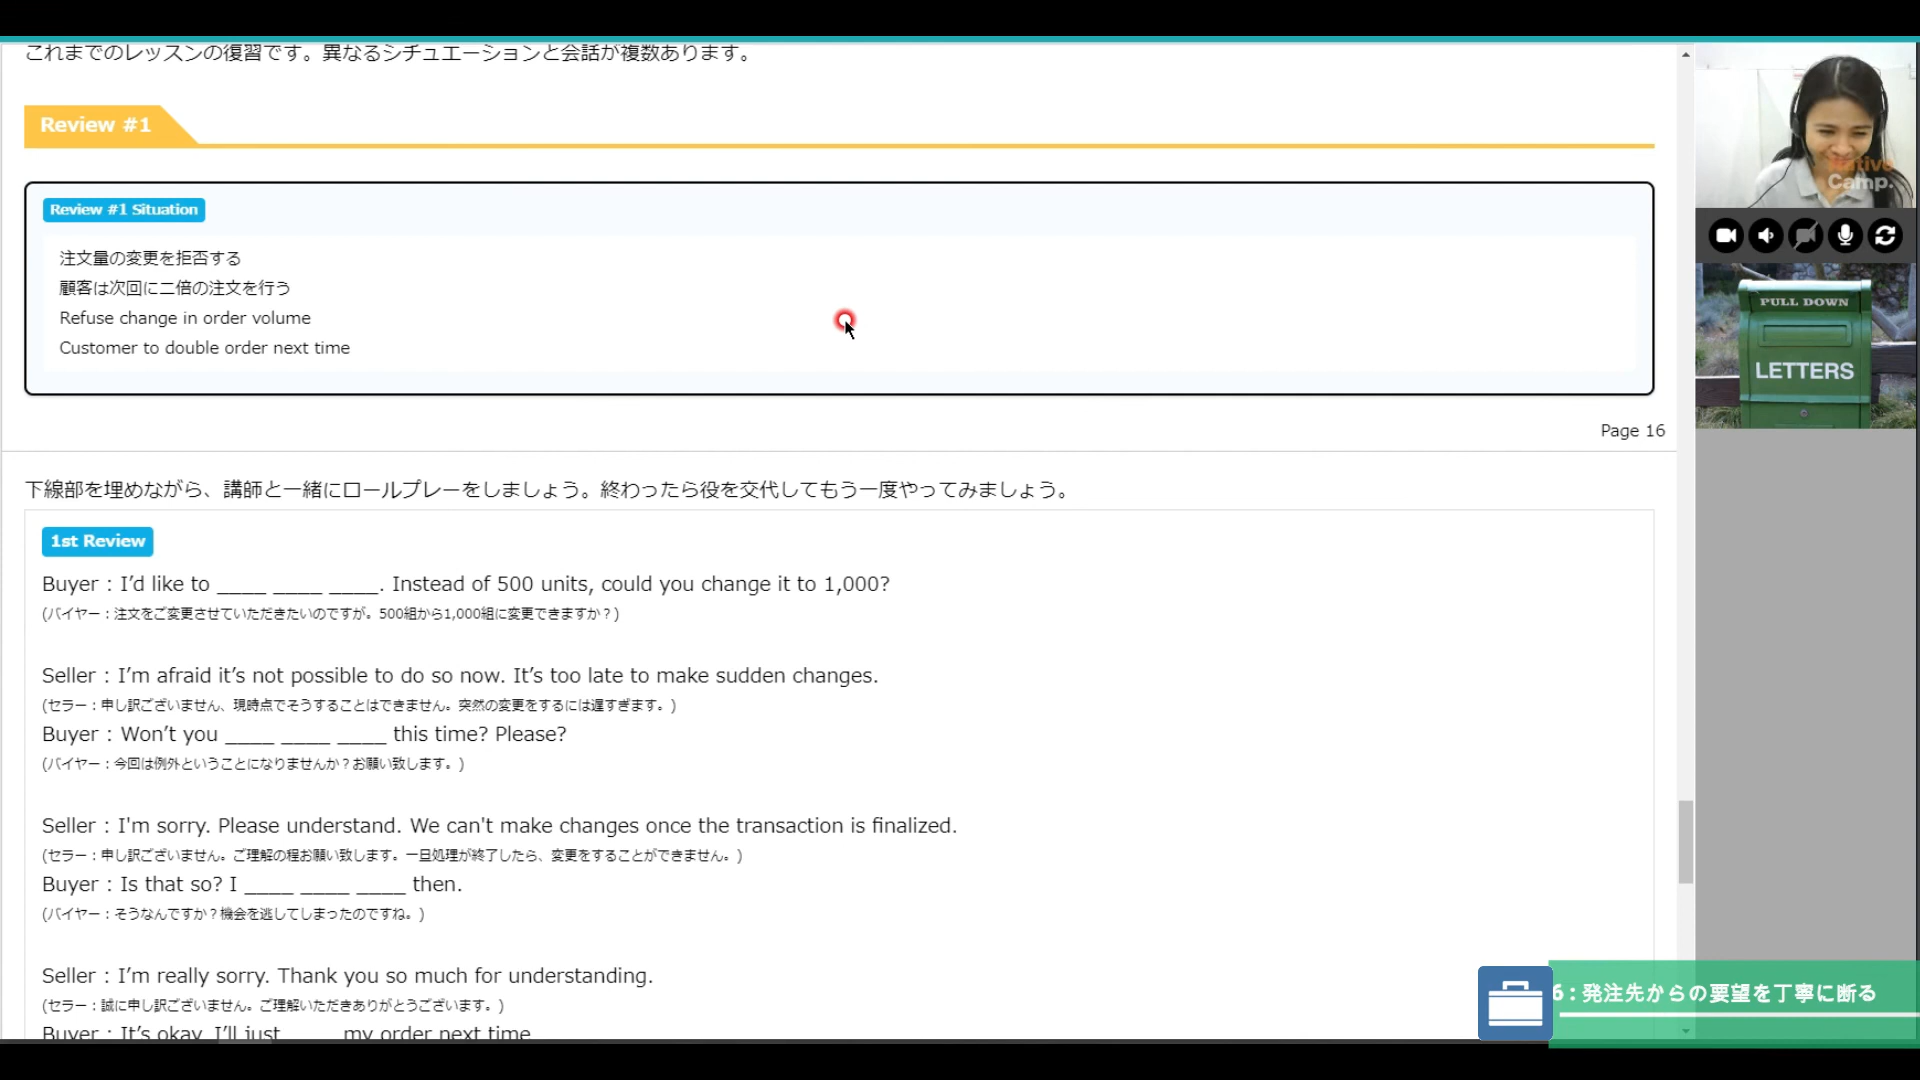 これまでのレッスンの復習です。異なるシチュエーションと会話が複数あります。
Review #1
Review #1 Situation
注文量の変更を拒否する
顧客は次回に二倍の注文を行う
Refuse change in order volume
Customer to double order next time
Page 16
下線部を埋めながら、講師と一緒にロールプレーをしましょう。終わったら役を交代してもう一度やってみましょう。
1st Review
Buyer : I’d like to ____ ____ ____. Instead of 500 units, could you change it to 1,000?
(バイヤー : 注文をご変更させていただきたいのですが。500組から1,000組に変更できますか？)
Seller : I’m afraid it’s not possible to do so now. It’s too late to make sudden changes.
(セラー : 申し訳ございません、現時点でそうすることはできません。突然の変更をするには遅すぎます。)
Buyer : Won’t you ____ ____ ____ this time? Please?
(バイヤー : 今回は例外ということになりませんか？お願い致します。)
Seller : I'm sorry. Please understand. We can't make changes once the transaction is finalized.
(セラー : 申し訳ございません。ご理解の程お願い致します。一旦処理が終了したら、変更をすることができません。)
Buyer : Is that so? I ____ ____ ____ then.
(バイヤー : そうなんですか？機会を逃してしまったのですね。)
Seller : I’m really sorry. Thank you so much for understanding.
(セラー : 誠に申し訳ございません。ご理解いただきありがとうございます。)
Buyer : It’s okay. I’ll just ____ my order next time
Native
Camp.
PULL DOWN
LETTERS
6 : 発注先からの要望を丁寧に断る